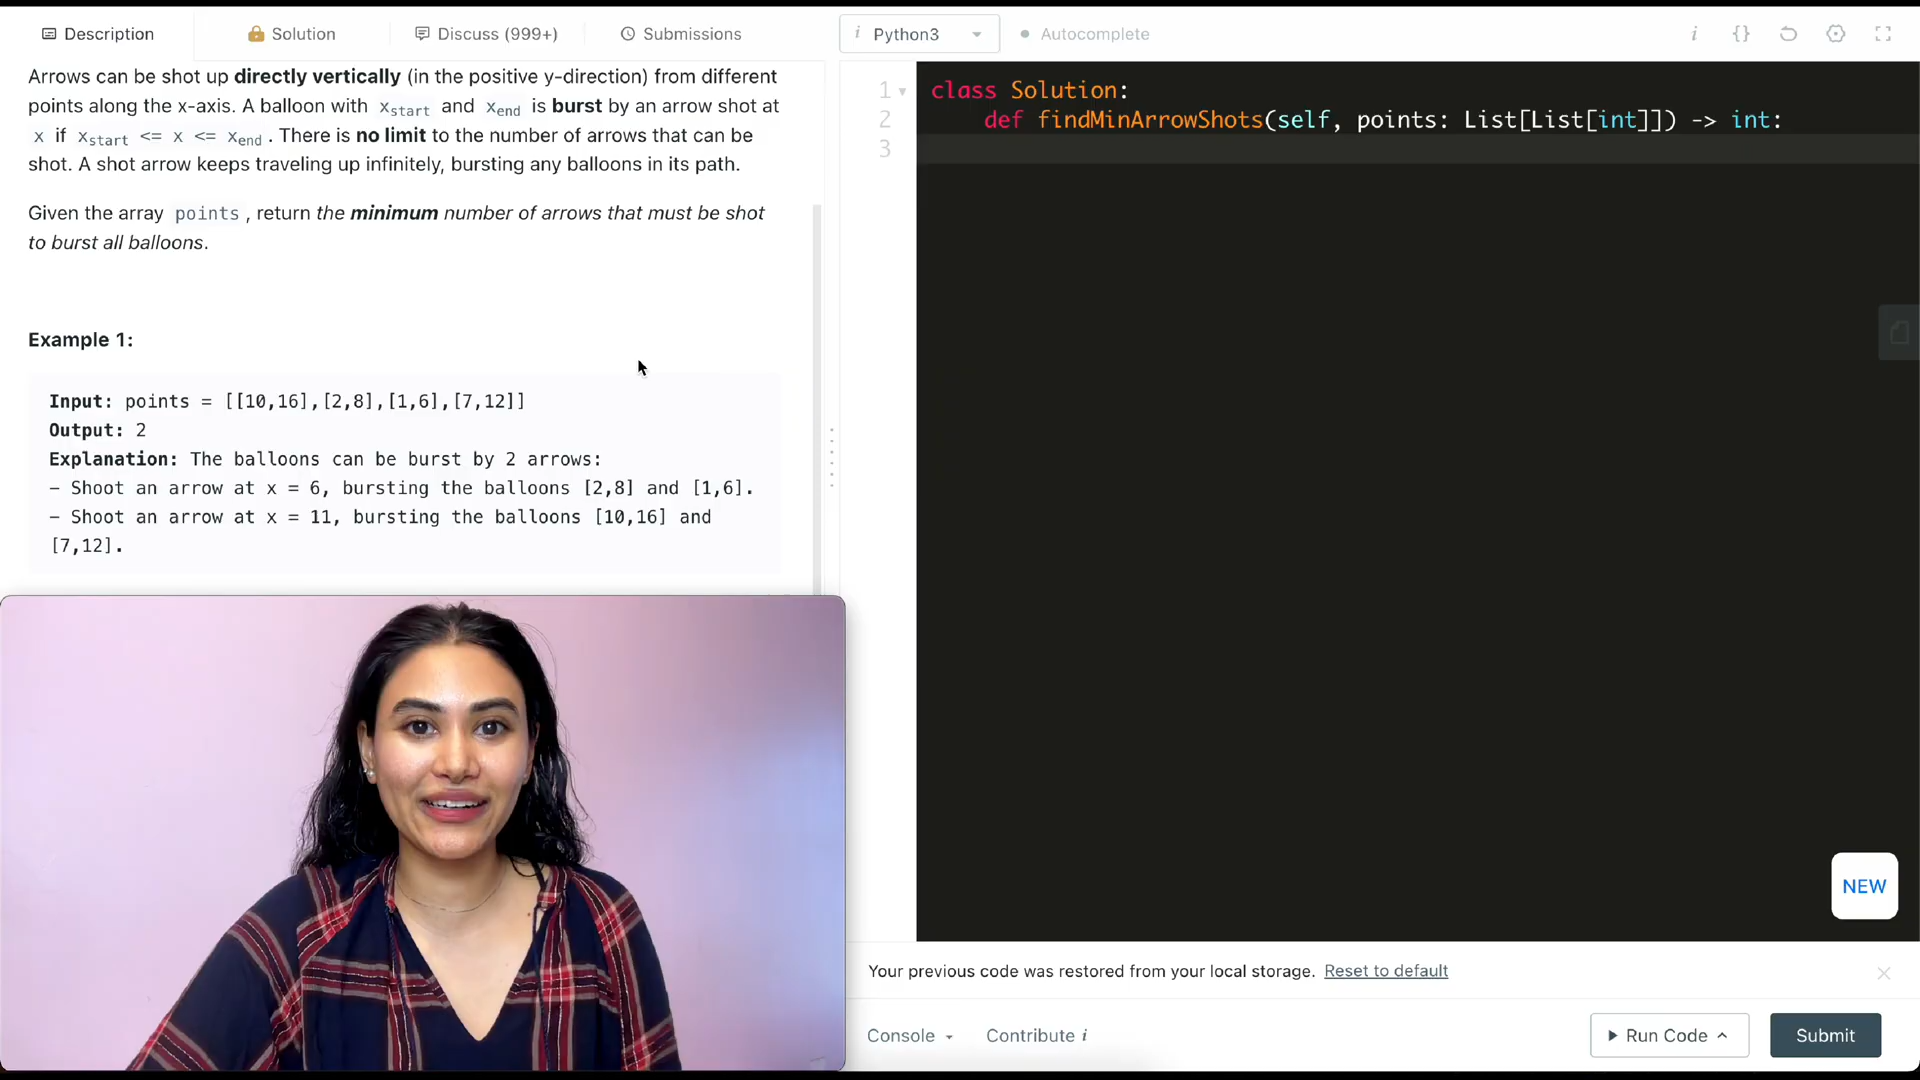 Description
Solution
Discuss (999+)
Submissions
i Python3
Autocomplete
i {}
Arrows can be shot up directly vertically (in the positive y-direction) from different
points along the x-axis. A balloon with xstart and xend is burst by an arrow shot at
x if xstart <= x <= xend. There is no limit to the number of arrows that can be
shot. A shot arrow keeps traveling up infinitely, bursting any balloons in its path.
Given the array points, return the minimum number of arrows that must be shot
to burst all balloons.
Example 1:
Input: points = [[10,16],[2,8],[1,6],[7,12]]
Output: 2
Explanation: The balloons can be burst by 2 arrows:
- Shoot an arrow at x = 6, bursting the balloons [2,8] and [1,6].
- Shoot an arrow at x = 11, bursting the balloons [10,16] and
[7,12].
1 class Solution:
2 def findMinArrowShots(self, points: List[List[int]]) -> int:
3
NEW
Your previous code was restored from your local storage. Reset to default
Console
Contribute i
Run Code
Submit